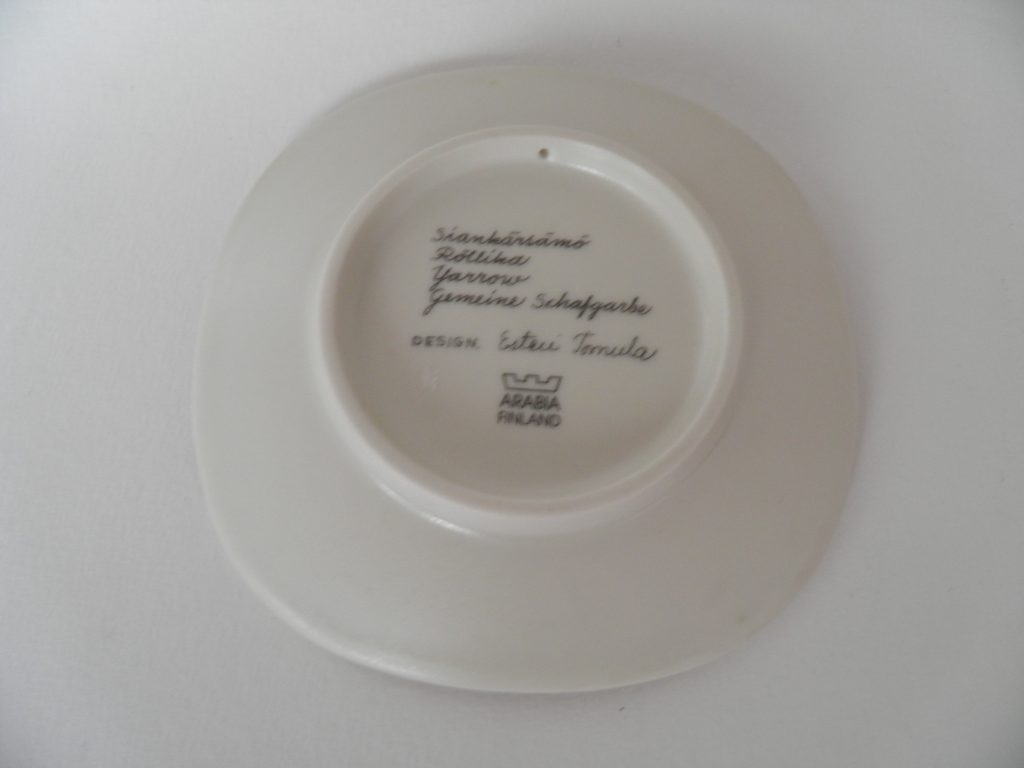 Siankärsämö
Röllika
Yarrow
Gemeine Schafgarbe
DESIGN. Esteri Tomula
ARABIA
FINLAND